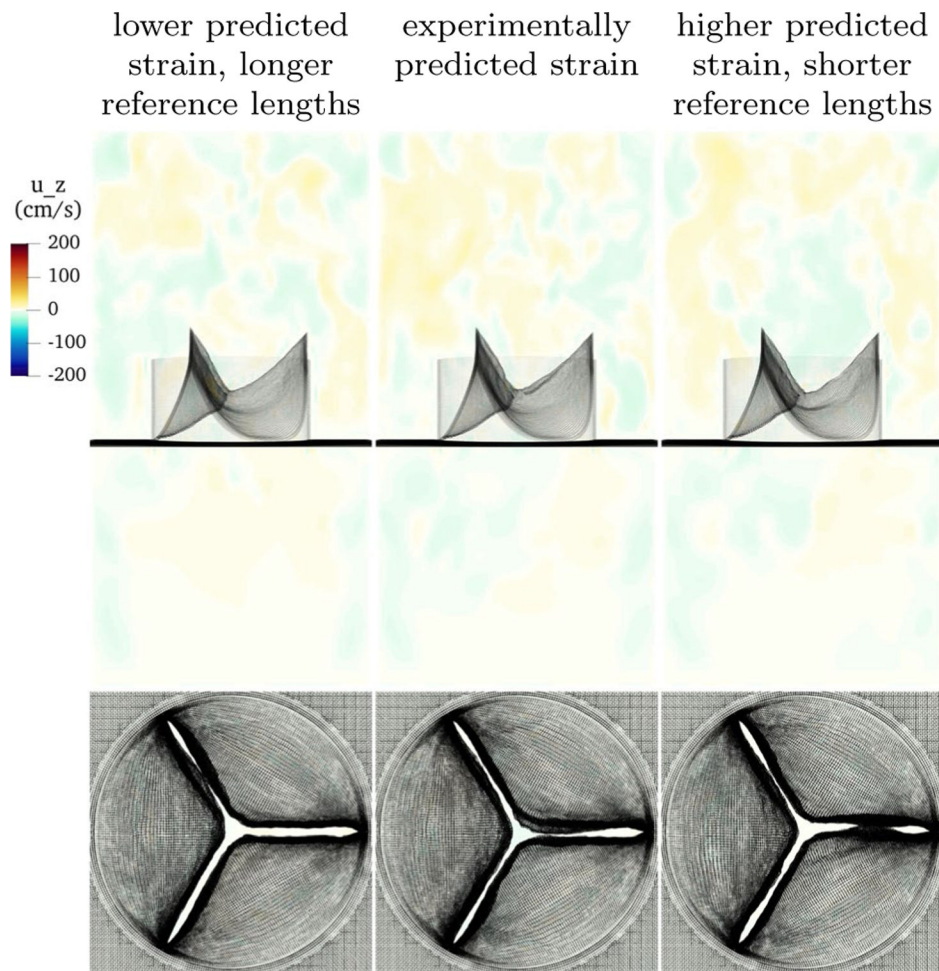 lower predicted
strain, longer
reference lengths
experimentally
predicted strain
higher predicted
strain, shorter
reference lengths
u_z
(cm/s)
200
100
0
-100
-200